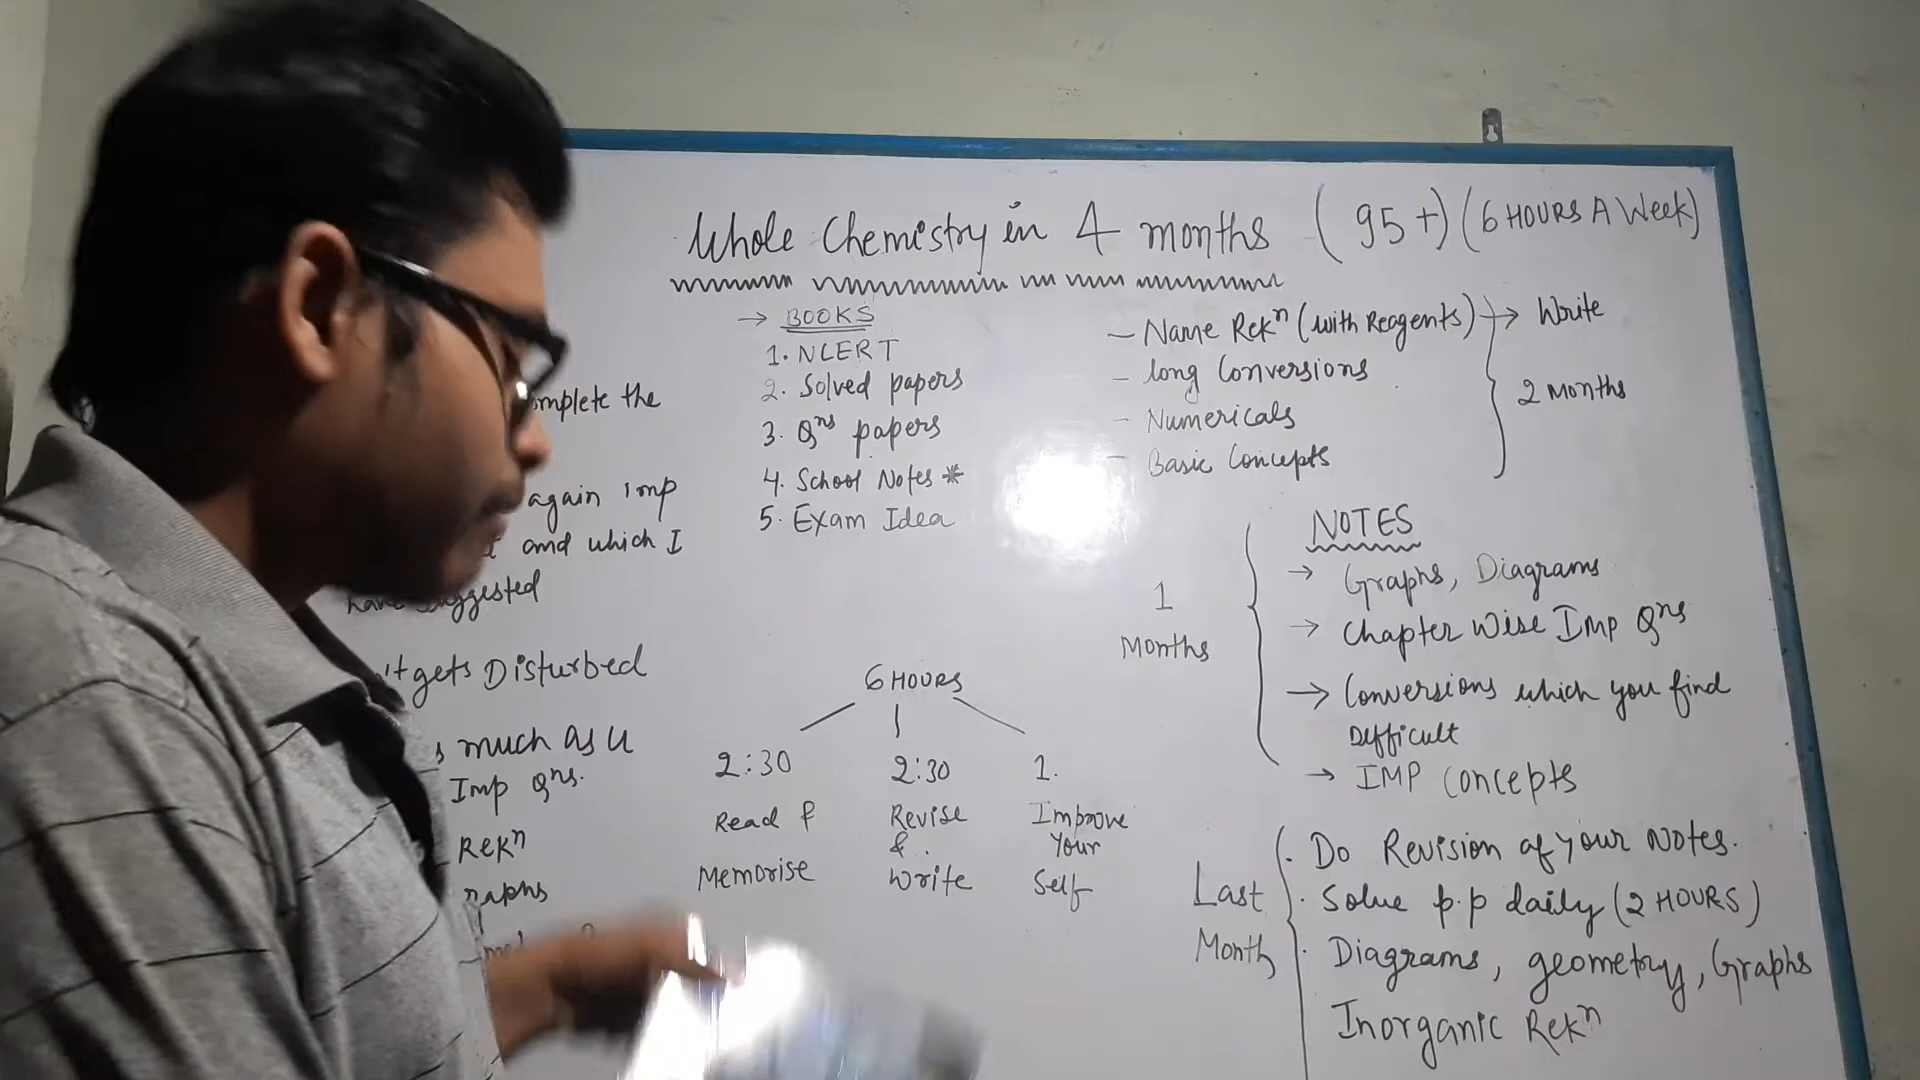 Whole Chemistry in 4 months (95+) (6 HOURS A Week)
→ BOOKS
1. NCERT
2. Solved papers
3. Qns papers
4. School Notes *
5. Exam Idea
- Name Rekn (with Reagents) → Write
- long Conversions
- Numericals
- Basic Concepts
2 Months
the
again Imp
and which I
suggested
gets Disturbed
much as u
Imp Qns.
Rekn
6 HOURS
2:30 2:30 1.
Read & Revise Improve
& . Your
Memorise Write Self
1
Months
NOTES
→ Graphs, Diagrams
→ Chapter Wise Imp Qns
→ Conversions which you find
Difficult
→ IMP Concepts
Last
Month
. Do Revision of your Notes.
. Solve p.p daily (2 HOURS)
. Diagrams, geometry, Graphs
Inorganic Rekn